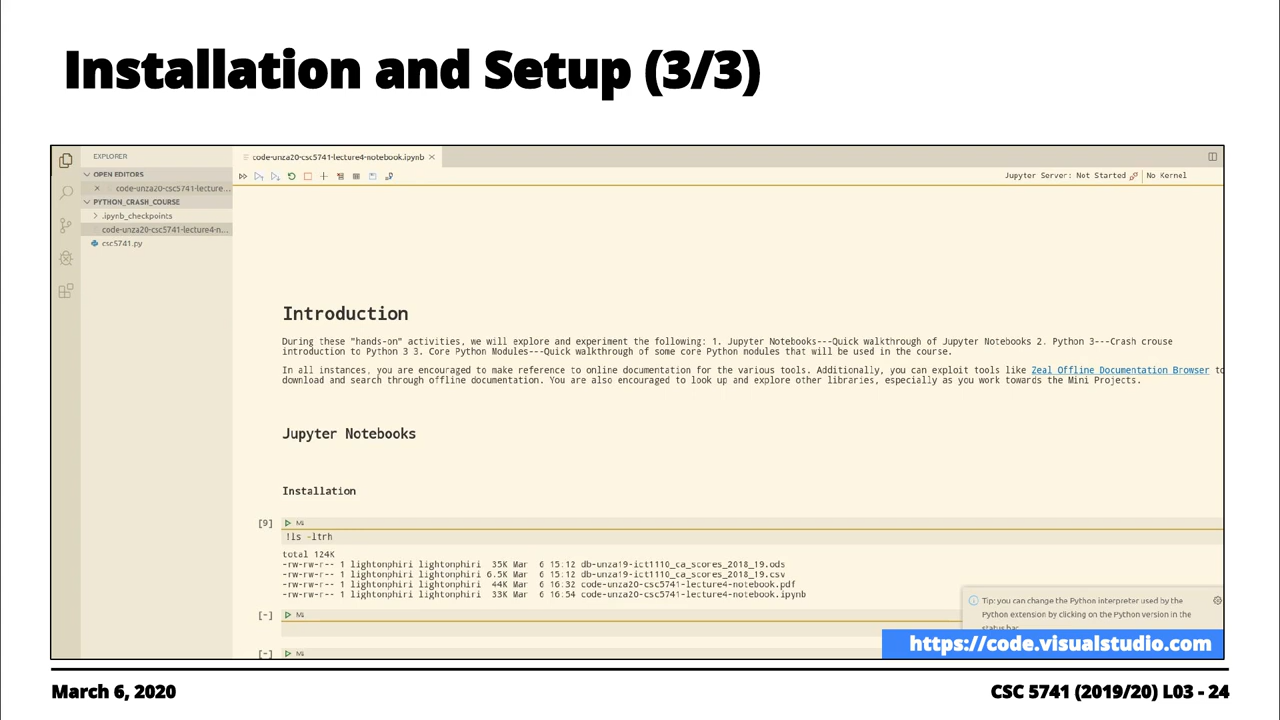 Installation and Setup (3/3)
EXPLORER
OPEN EDITORS
code-unza20-csc5741-lecture...
PYTHON_CRASH_COURSE
.ipynb_checkpoints
code-unza20-csc5741-lecture4-n...
csc5741.py
code-unza20-csc5741-lecture4-notebook.ipynb
Jupyter Server: Not Started
No Kernel
Introduction
During these "hands-on" activities, we will explore and experiment the following: 1. Jupyter Notebooks---Quick walkthrough of Jupyter Notebooks 2. Python 3---Crash crouse
introduction to Python 3 3. Core Python Modules---Quick walkthrough of some core Python modules that will be used in the course.
In all instances, you are encouraged to make reference to online documentation for the various tools. Additionally, you can exploit tools like Zeal Offline Documentation Browser to
download and search through offline documentation. You are also encouraged to look up and explore other libraries, especially as you work towards the Mini Projects.
Jupyter Notebooks
Installation
[9]
M↓
!ls -ltrh
total 124K
-rw-rw-r-- 1 lightonphiri lightonphiri 35K Mar 6 15:12 db-unza19-ict1110_ca_scores_2018_19.ods
-rw-rw-r-- 1 lightonphiri lightonphiri 6.5K Mar 6 15:12 db-unza19-ict1110_ca_scores_2018_19.csv
-rw-rw-r-- 1 lightonphiri lightonphiri 44K Mar 6 16:32 code-unza20-csc5741-lecture4-notebook.pdf
-rw-rw-r-- 1 lightonphiri lightonphiri 33K Mar 6 16:54 code-unza20-csc5741-lecture4-notebook.ipynb
[-]
M↓
[-]
M↓
Tip: you can change the Python interpreter used by the
Python extension by clicking on the Python version in the
status bar
https://code.visualstudio.com
March 6, 2020
CSC 5741 (2019/20) L03 - 24